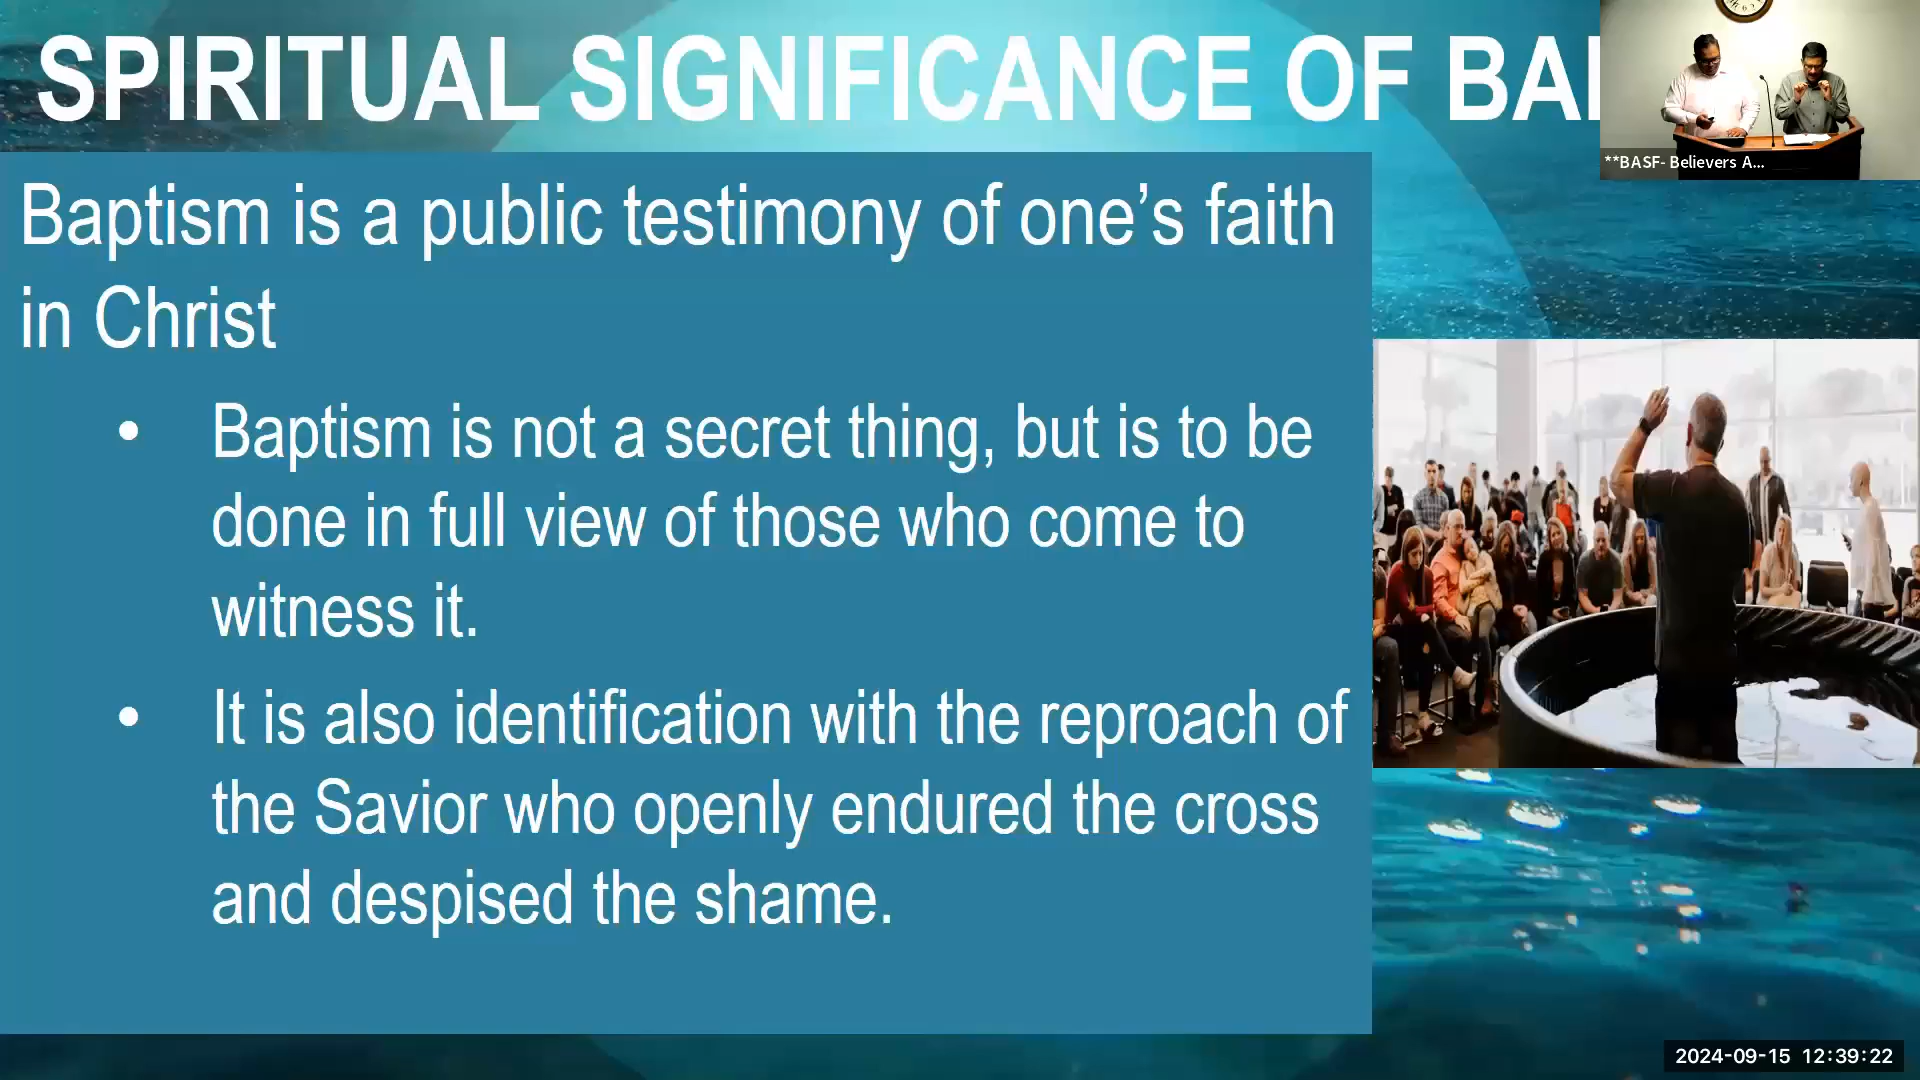 SPIRITUAL SIGNIFICANCE OF
**BASF- Believers A...
Baptism is a public testimony of one’s faith
in Christ
• Baptism is not a secret thing, but is to be
done in full view of those who come to
witness it.
• It is also identification with the reproach of
the Savior who openly endured the cross
and despised the shame.
2024-09-15 12:39:22